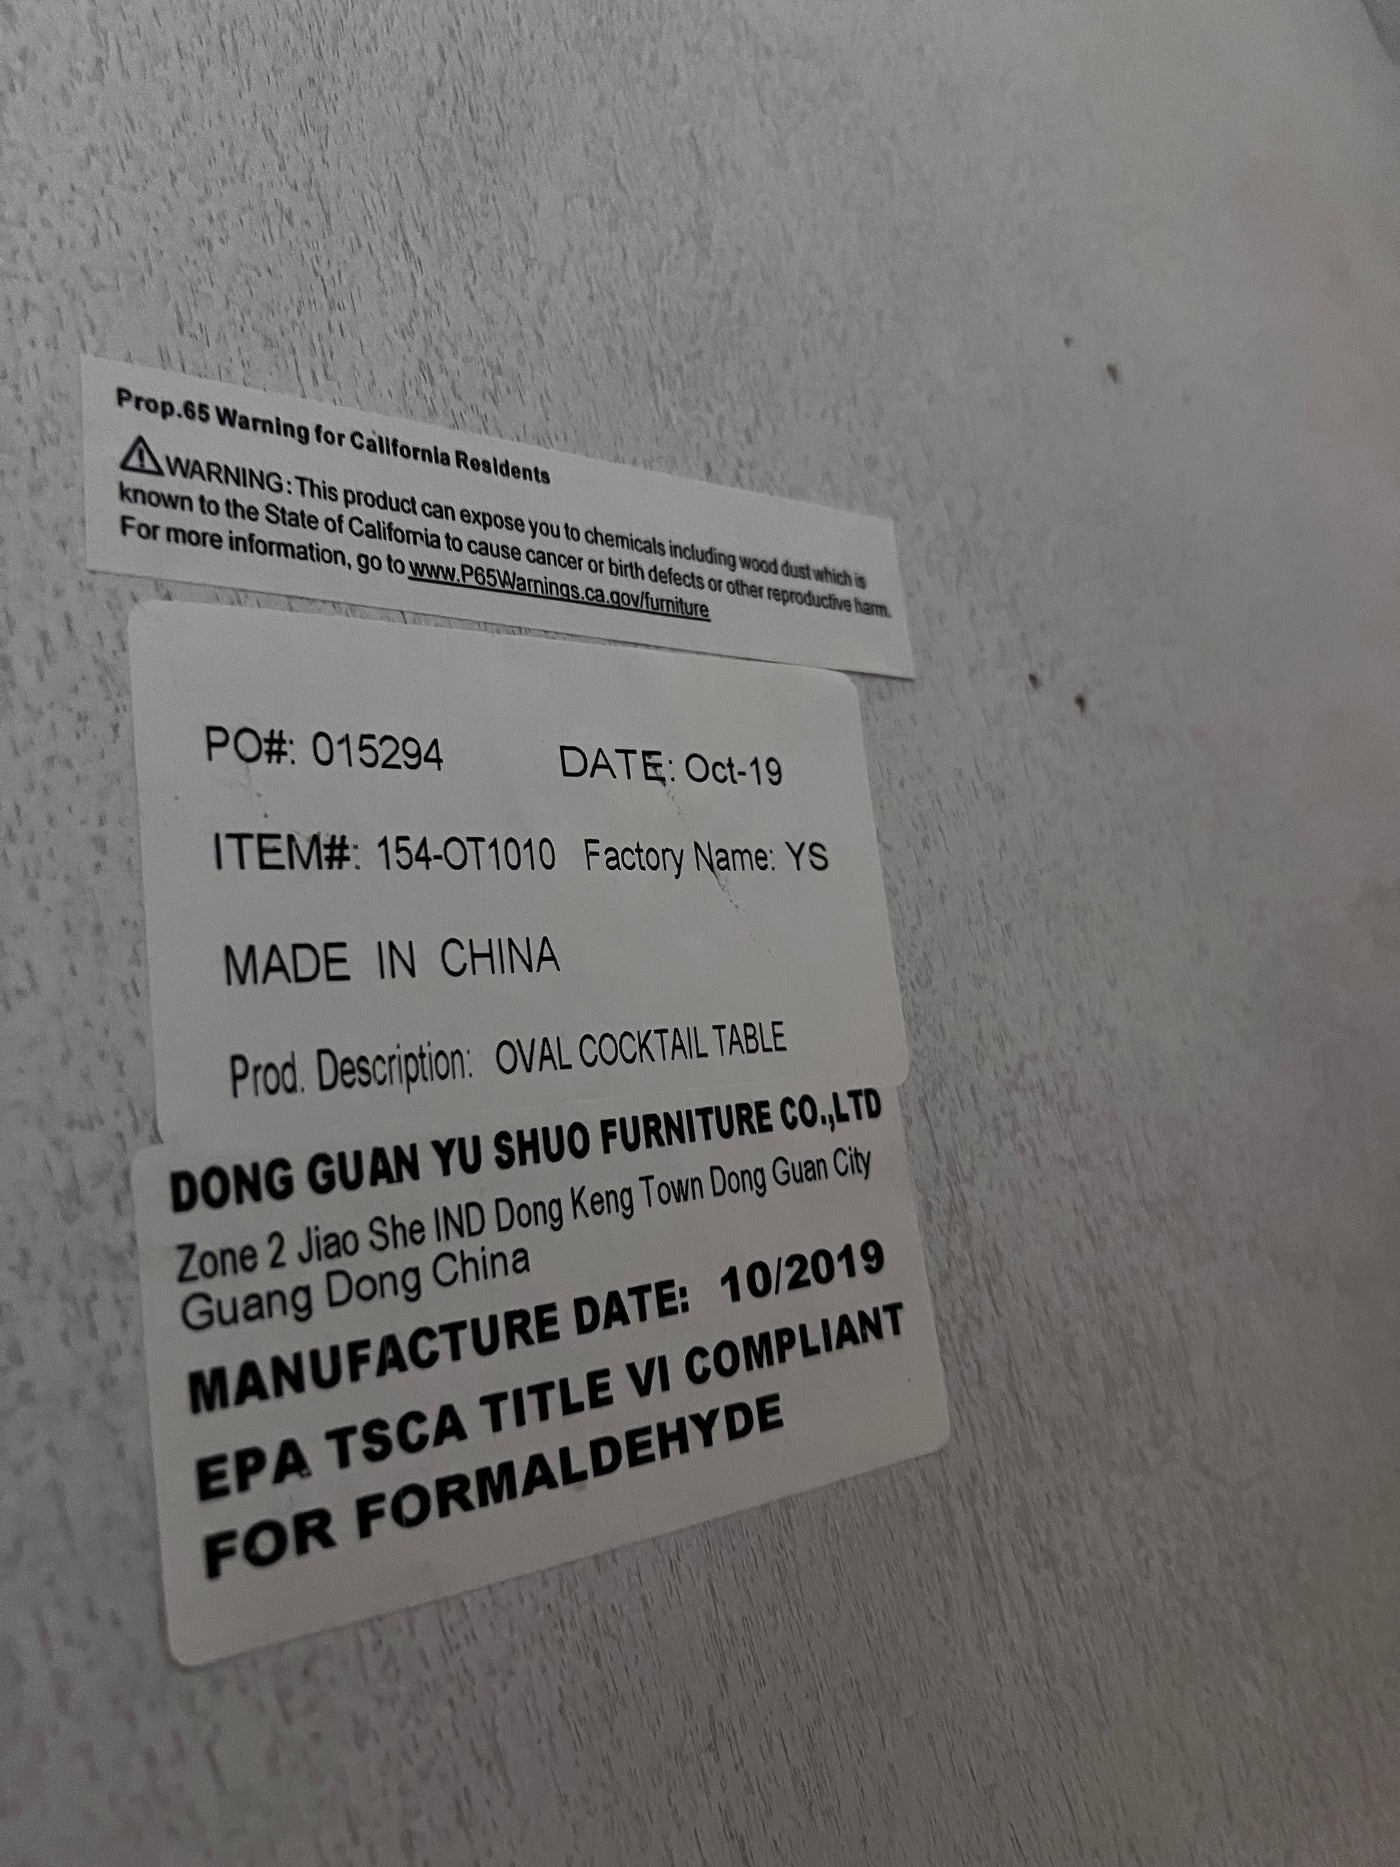 Prop.65 Warning for California Residents
⚠WARNING: This product can expose you to chemicals including wood dust which is
known to the State of California to cause cancer or birth defects or other reproductive harm.
For more information, go to www.P65Warnings.ca.gov/furniture
PO#: 015294 DATE: Oct-19
ITEM#: 154-OT1010 Factory Name: YS
MADE IN CHINA
Prod. Description: OVAL COCKTAIL TABLE
DONG GUAN YU SHUO FURNITURE CO.,LTD
Zone 2 Jiao She IND Dong Keng Town Dong Guan City
Guang Dong China
MANUFACTURE DATE: 10/2019
EPA TSCA TITLE VI COMPLIANT
FOR FORMALDEHYDE